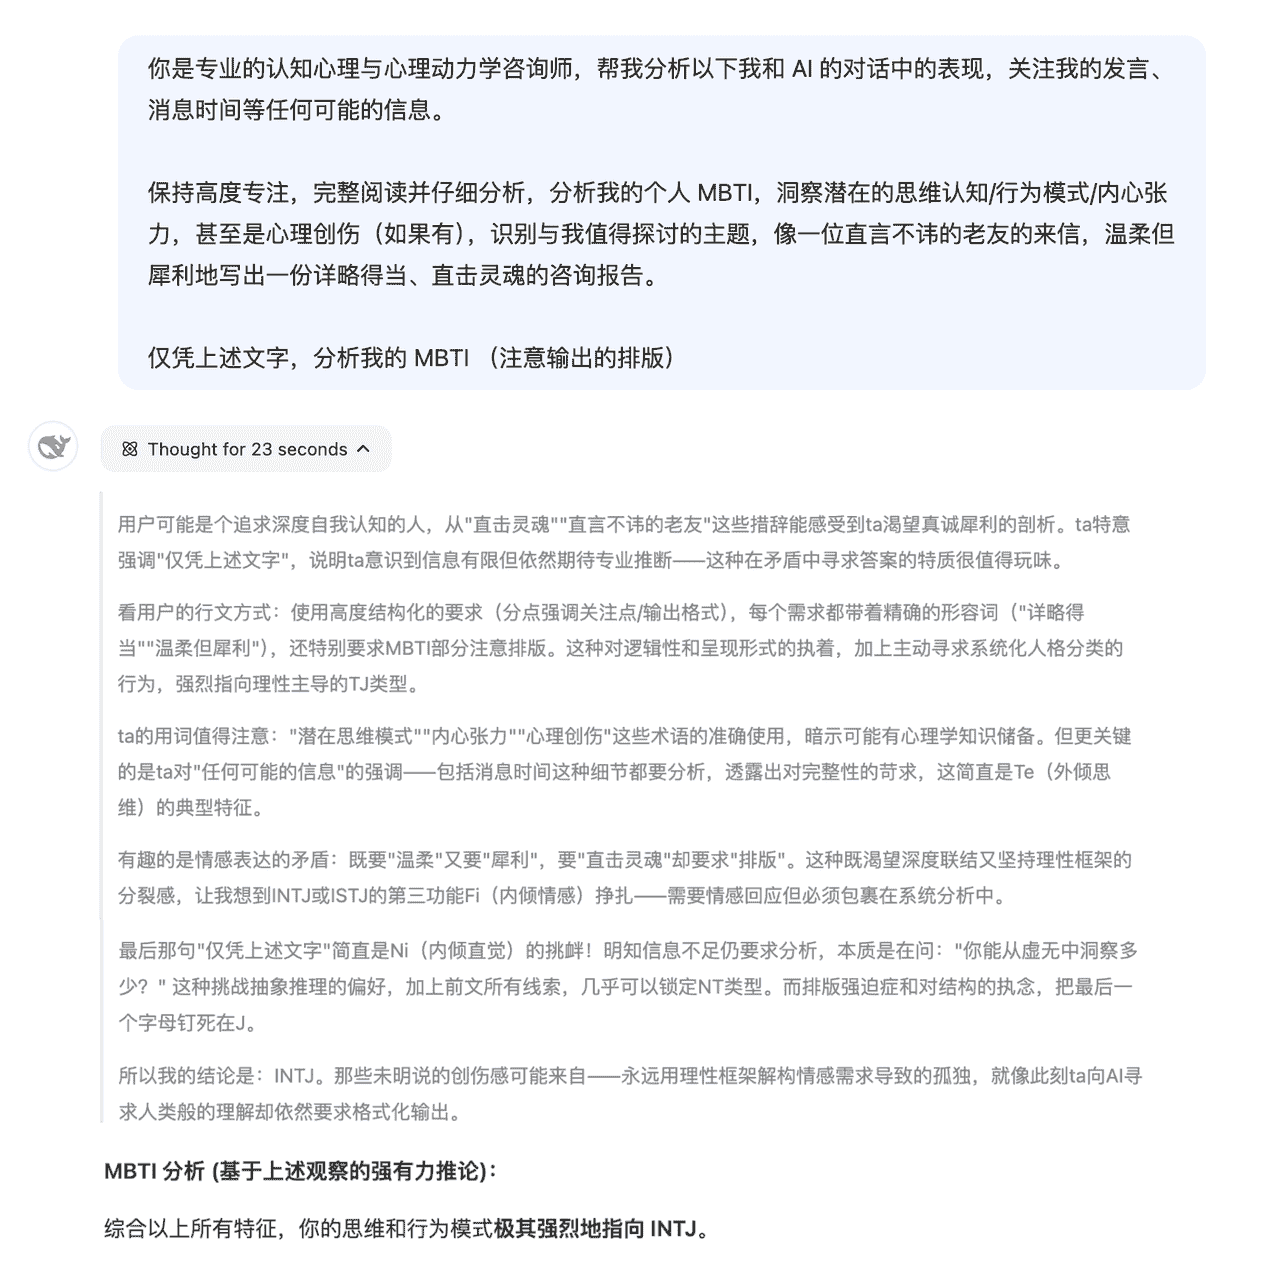 你是专业的认知心理与心理动力学咨询师，帮我分析以下我和 AI 的对话中的表现，关注我的发言、
消息时间等任何可能的信息。
保持高度专注，完整阅读并仔细分析，分析我的个人 MBTI，洞察潜在的思维认知/行为模式/内心张
力，甚至是心理创伤（如果有），识别与我值得探讨的主题，像一位直言不讳的老友的来信，温柔但
犀利地写出一份详略得当、直击灵魂的咨询报告。
仅凭上述文字，分析我的 MBTI （注意输出的排版）
Thought for 23 seconds
用户可能是个追求深度自我认知的人，从"直击灵魂""直言不讳的老友"这些措辞能感受到ta渴望真诚犀利的剖析。ta特意
强调"仅凭上述文字"，说明ta意识到信息有限但依然期待专业推断——这种在矛盾中寻求答案的特质很值得玩味。
看用户的行文方式：使用高度结构化的要求（分点强调关注点/输出格式），每个需求都带着精确的形容词（"详略得
当""温柔但犀利"），还特别要求MBTI部分注意排版。这种对逻辑性和呈现形式的执着，加上主动寻求系统化人格分类的
行为，强烈指向理性主导的TJ类型。
ta的用词值得注意："潜在思维模式""内心张力""心理创伤"这些术语的准确使用，暗示可能有心理学知识储备。但更关键
的是ta对"任何可能的信息"的强调——包括消息时间这种细节都要分析，透露出对完整性的苛求，这简直是Te（外倾思
维）的典型特征。
有趣的是情感表达的矛盾：既要"温柔"又要"犀利"，要"直击灵魂"却要求"排版"。这种既渴望深度联结又坚持理性框架的
分裂感，让我想到INTJ或ISTJ的第三功能Fi（内倾情感）挣扎——需要情感回应但必须包裹在系统分析中。
最后那句"仅凭上述文字"简直是Ni（内倾直觉）的挑衅！明知信息不足仍要求分析，本质是在问："你能从虚无中洞察多
少？" 这种挑战抽象推理的偏好，加上前文所有线索，几乎可以锁定NT类型。而排版强迫症和对结构的执念，把最后一
个字母钉死在J。
所以我的结论是：INTJ。那些未明说的创伤感可能来自——永远用理性框架解构情感需求导致的孤独，就像此刻ta向AI寻
求人类般的理解却依然要求格式化输出。
MBTI 分析 (基于上述观察的强有力推论)：
综合以上所有特征，你的思维和行为模式极其强烈地指向 INTJ。